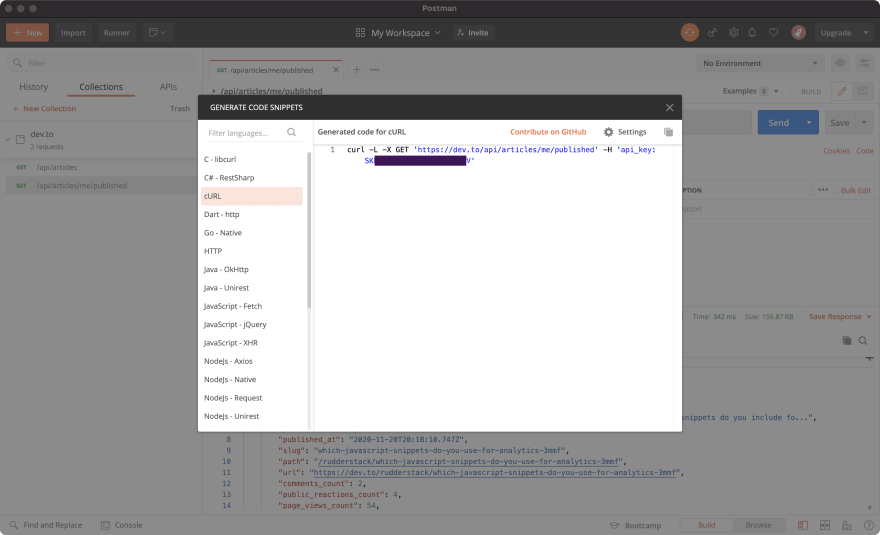 Postman
+ New Import Runner My Workspace Invite Upgrade
Filter
History Collections APIs
+ New Collection Trash
dev.to
2 requests
GET /api/articles
GET /api/articles/me/published
GET /api/articles/me/published
No Environment
/api/articles/me/published
Examples 0 BUILD
Send Save
Cookies Code
Bulk Edit
GENERATE CODE SNIPPETS
Filter languages...
C - libcurl
C# - RestSharp
cURL
Dart - http
Go - Native
HTTP
Java - OkHttp
Java - Unirest
JavaScript - Fetch
JavaScript - jQuery
JavaScript - XHR
NodeJs - Axios
NodeJs - Native
NodeJs - Request
NodeJs - Unirest
Generated code for cURL Contribute on GitHub Settings
1 curl -L -X GET 'https://dev.to/api/articles/me/published' -H 'api_key:
SK V'
Time: 342 ms Size: 156.87 KB Save Response
snippets do you include fo...",
8 "published_at": "2020-11-20T20:18:10.747Z",
9 "slug": "which-javascript-snippets-do-you-use-for-analytics-3mmf",
10 "path": "/rudderstack/which-javascript-snippets-do-you-use-for-analytics-3mmf",
11 "url": "https://dev.to/rudderstack/which-javascript-snippets-do-you-use-for-analytics-3mmf",
12 "comments_count": 2,
13 "public_reactions_count": 4,
14 "page_views_count": 54,
Find and Replace Console Bootcamp Build Browse